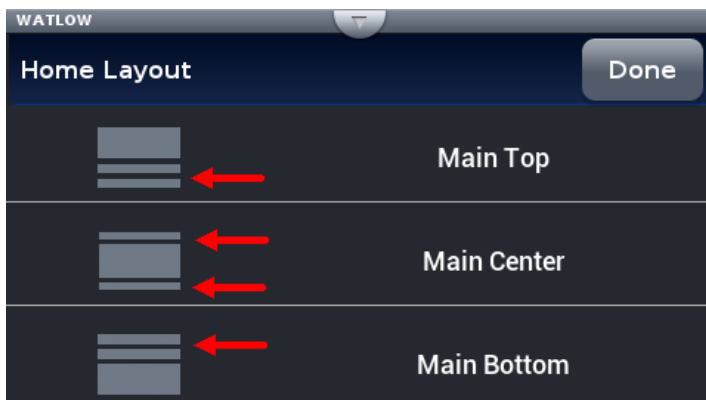 WATLOW
Home Layout
Done
Main Top
Main Center
Main Bottom